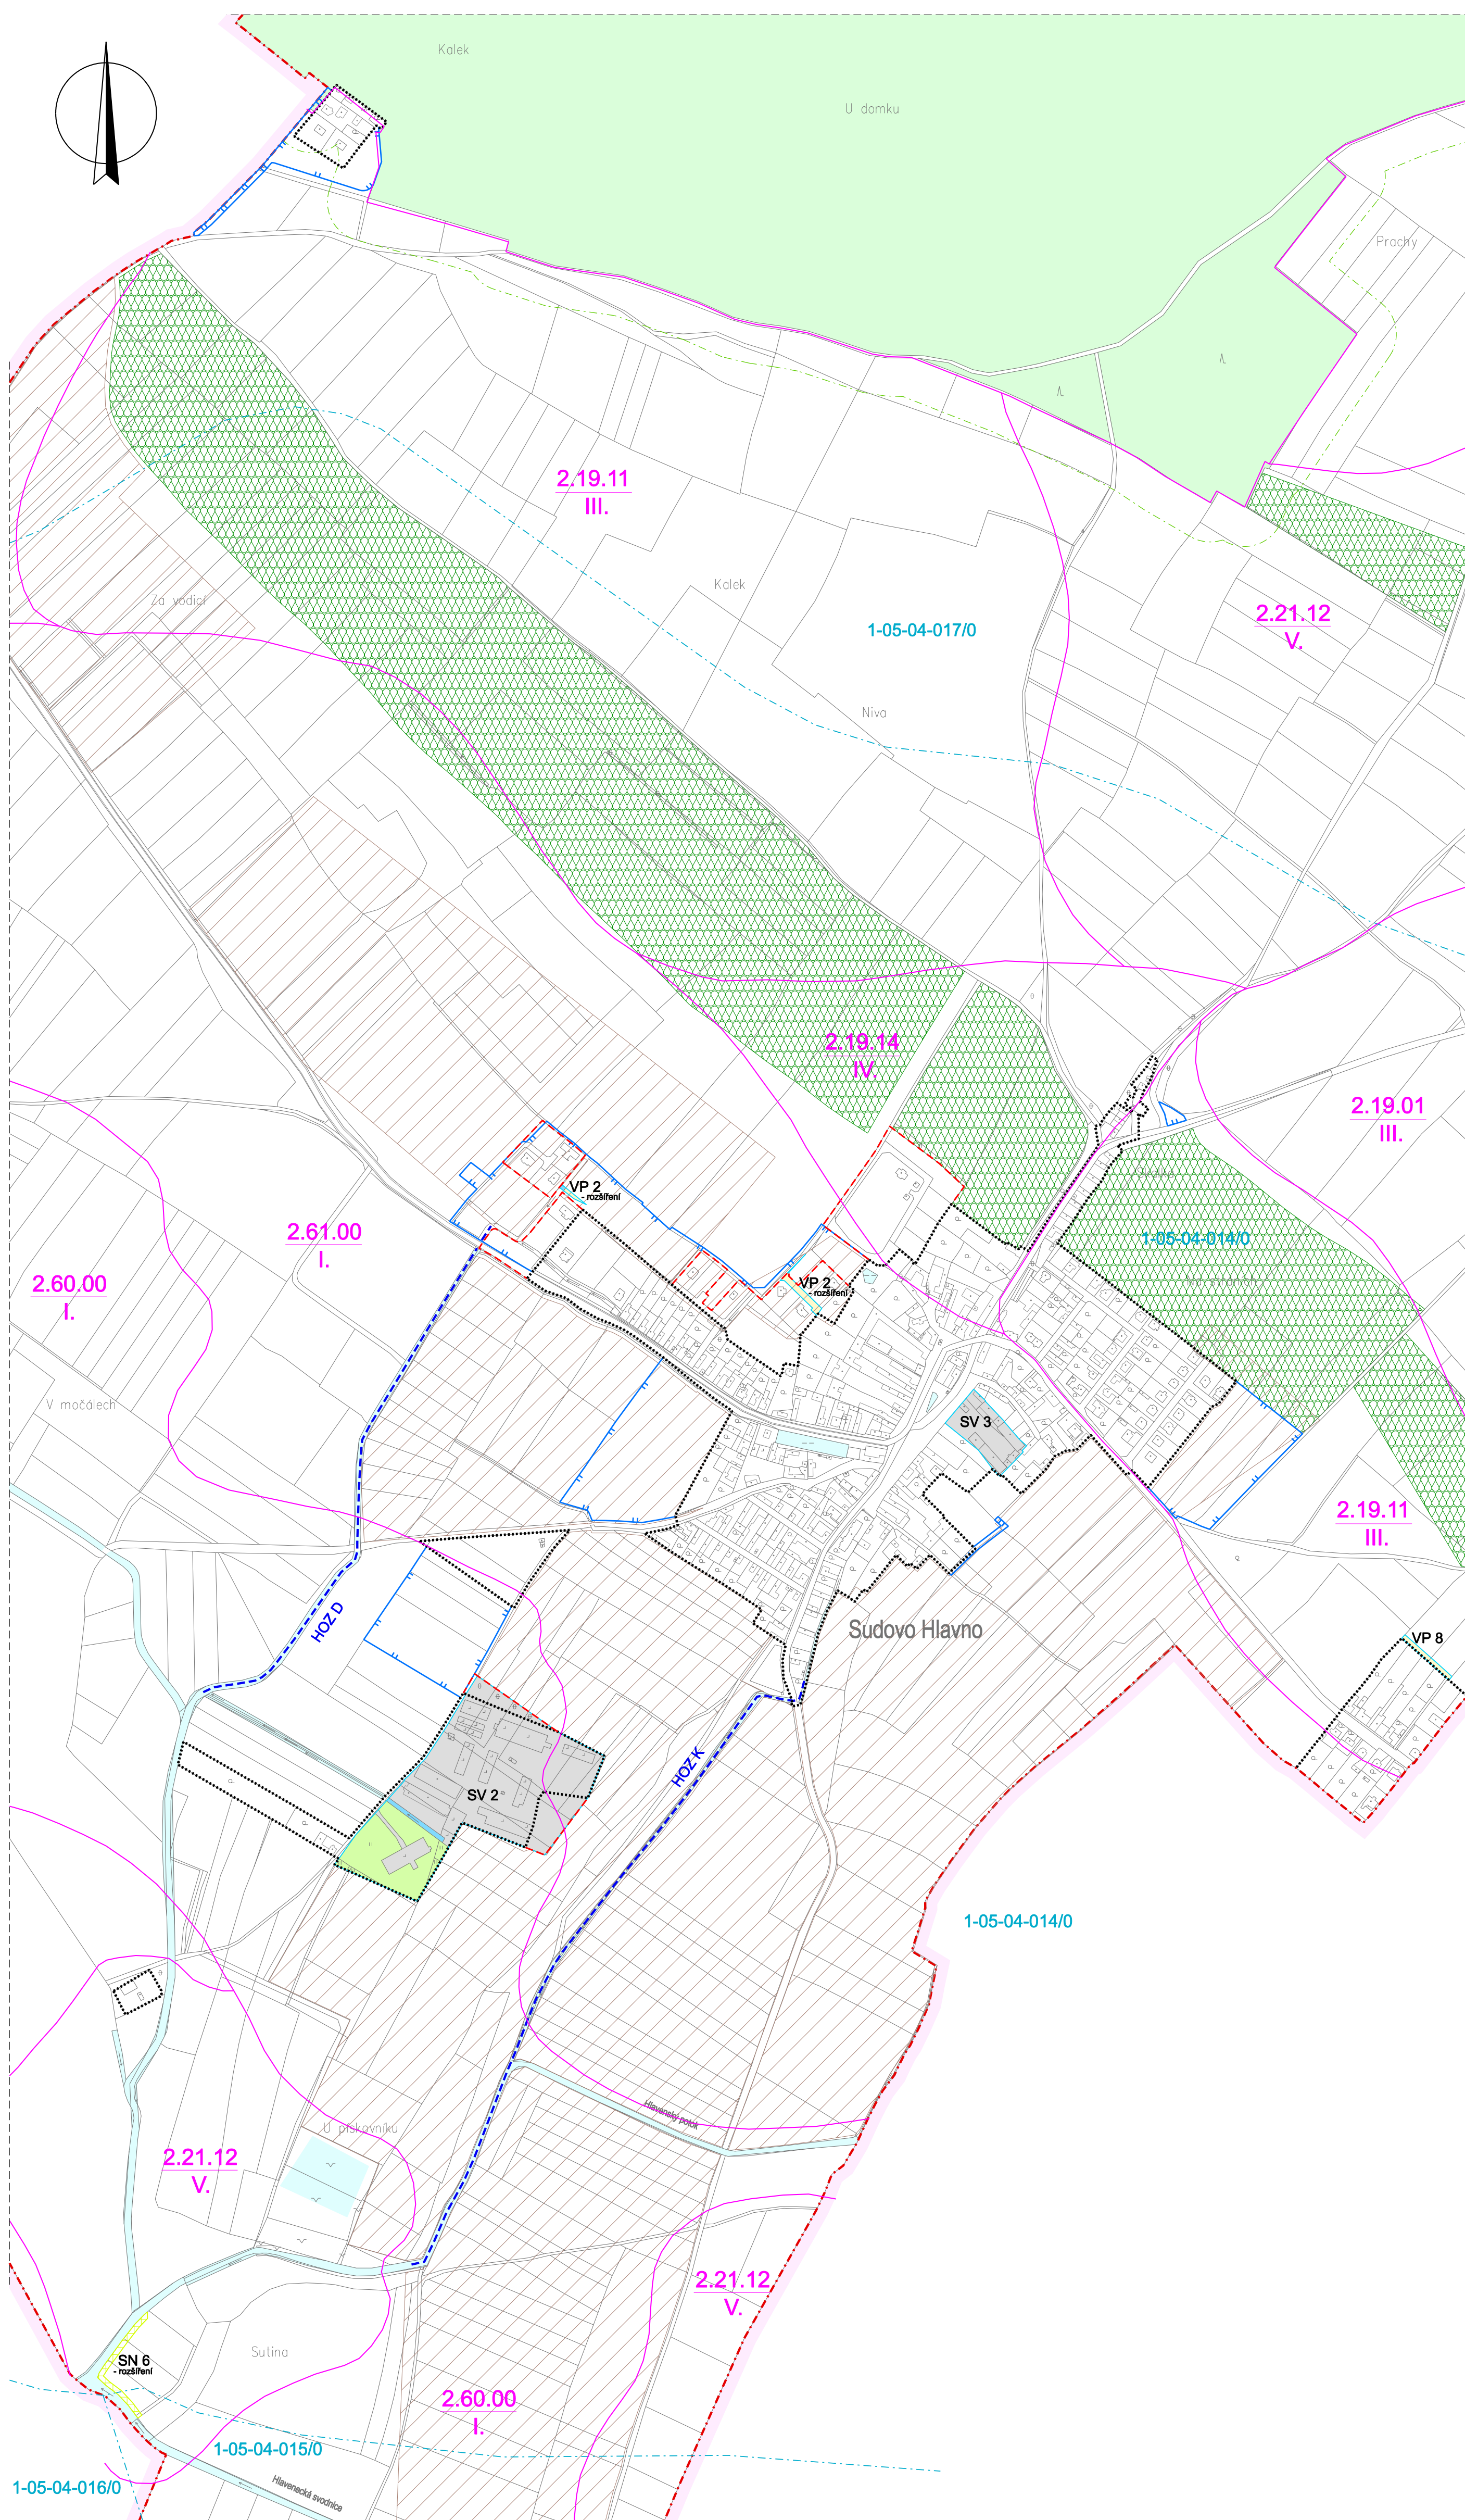 Kalek
U domku
Prachy
2.19.11
III.
Kalek
Za vodicí
1-05-04-017/0
2.21.12
V.
Niva
2.19.14
IV.
2.19.01
III.
VP 2
- rozšíření
2.61.00
I.
1-05-04-014/0
2.60.00
I.
VP 2
- rozšíření
V močálech
SV 3
2.19.11
III.
HOZ D
Sudovo Hlavno
VP 8
HOZ K
SV 2
1-05-04-014/0
Hlavenský potok
U pískovníku
2.21.12
V.
2.21.12
V.
Sutina
SN 6
- rozšíření
2.60.00
I.
1-05-04-015/0
1-05-04-016/0
Hlavenecká svodnice